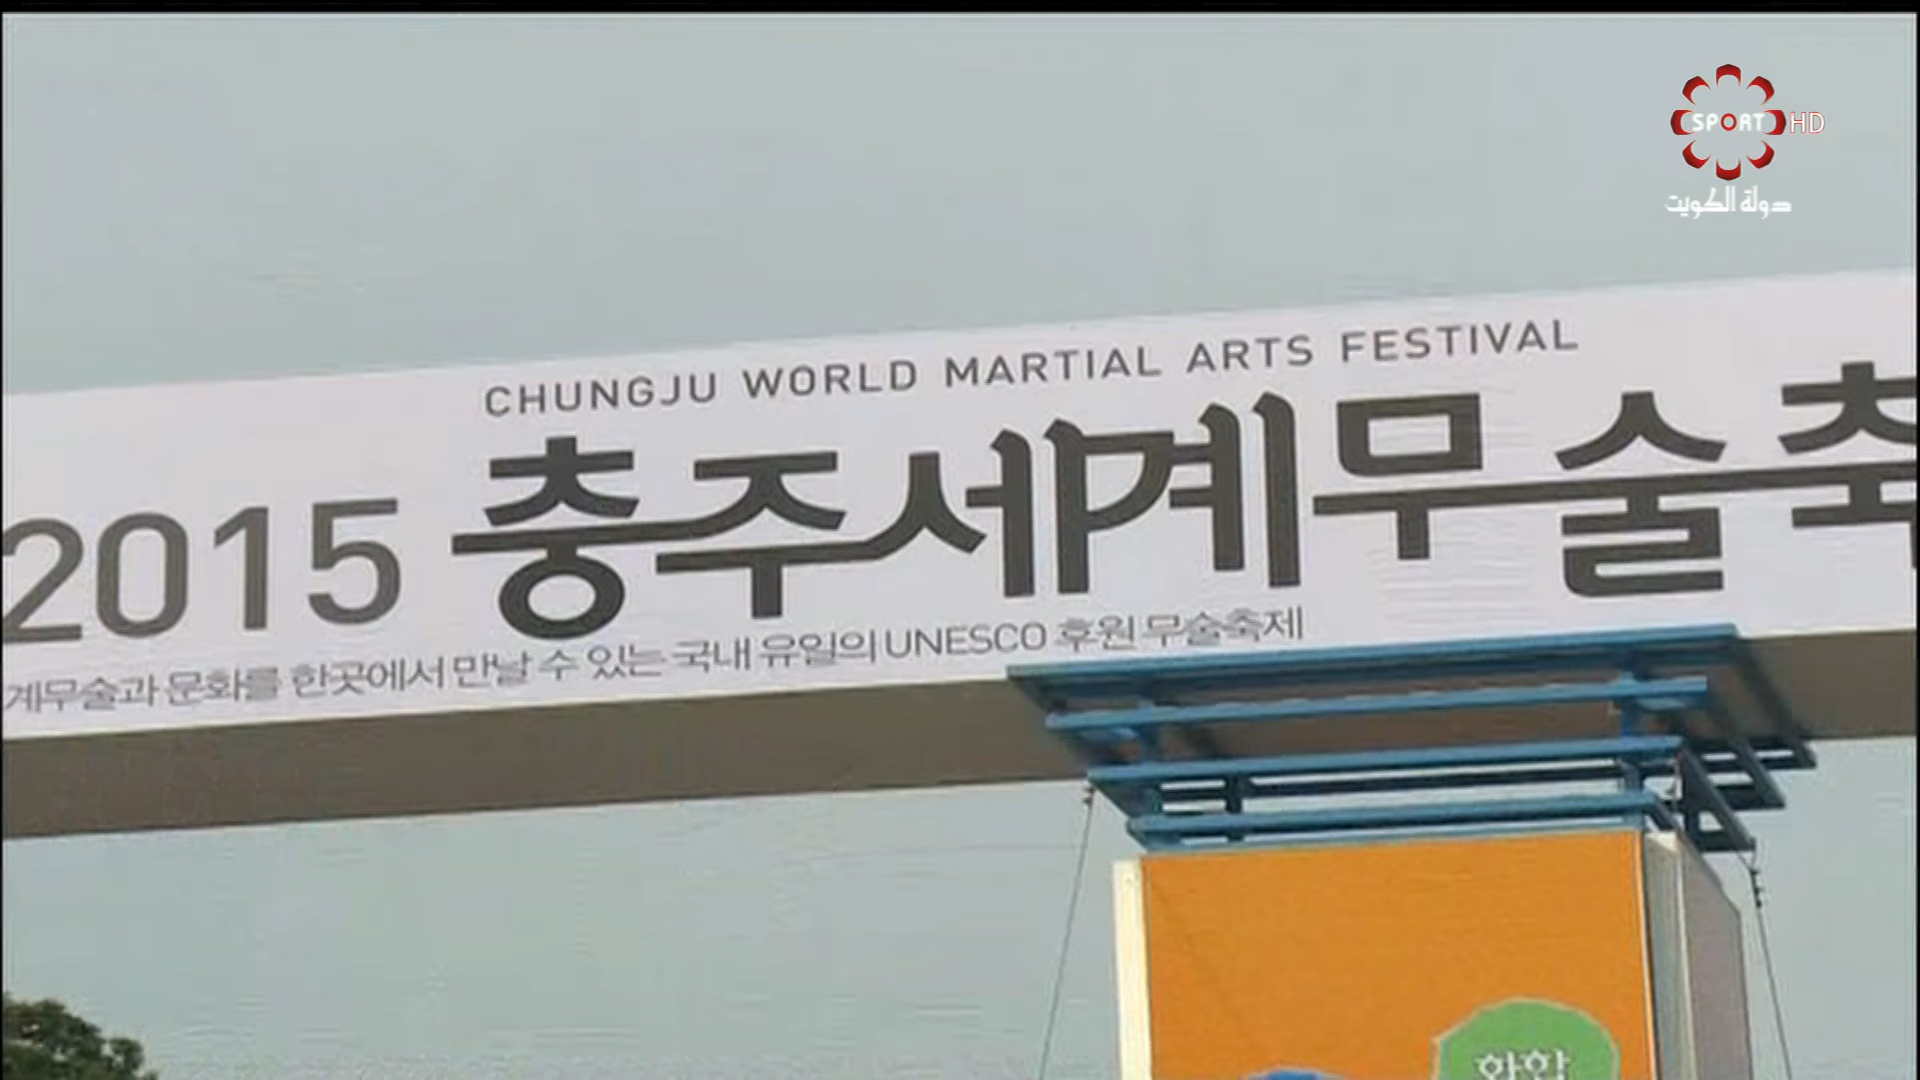 SPORT HD
دولة الكويت
CHUNGJU WORLD MARTIAL ARTS FESTIVAL
2015 충주세계무술축
계무술과 문화를 한곳에서 만날 수 있는 국내 유일의 UNESCO 후원 무술축제